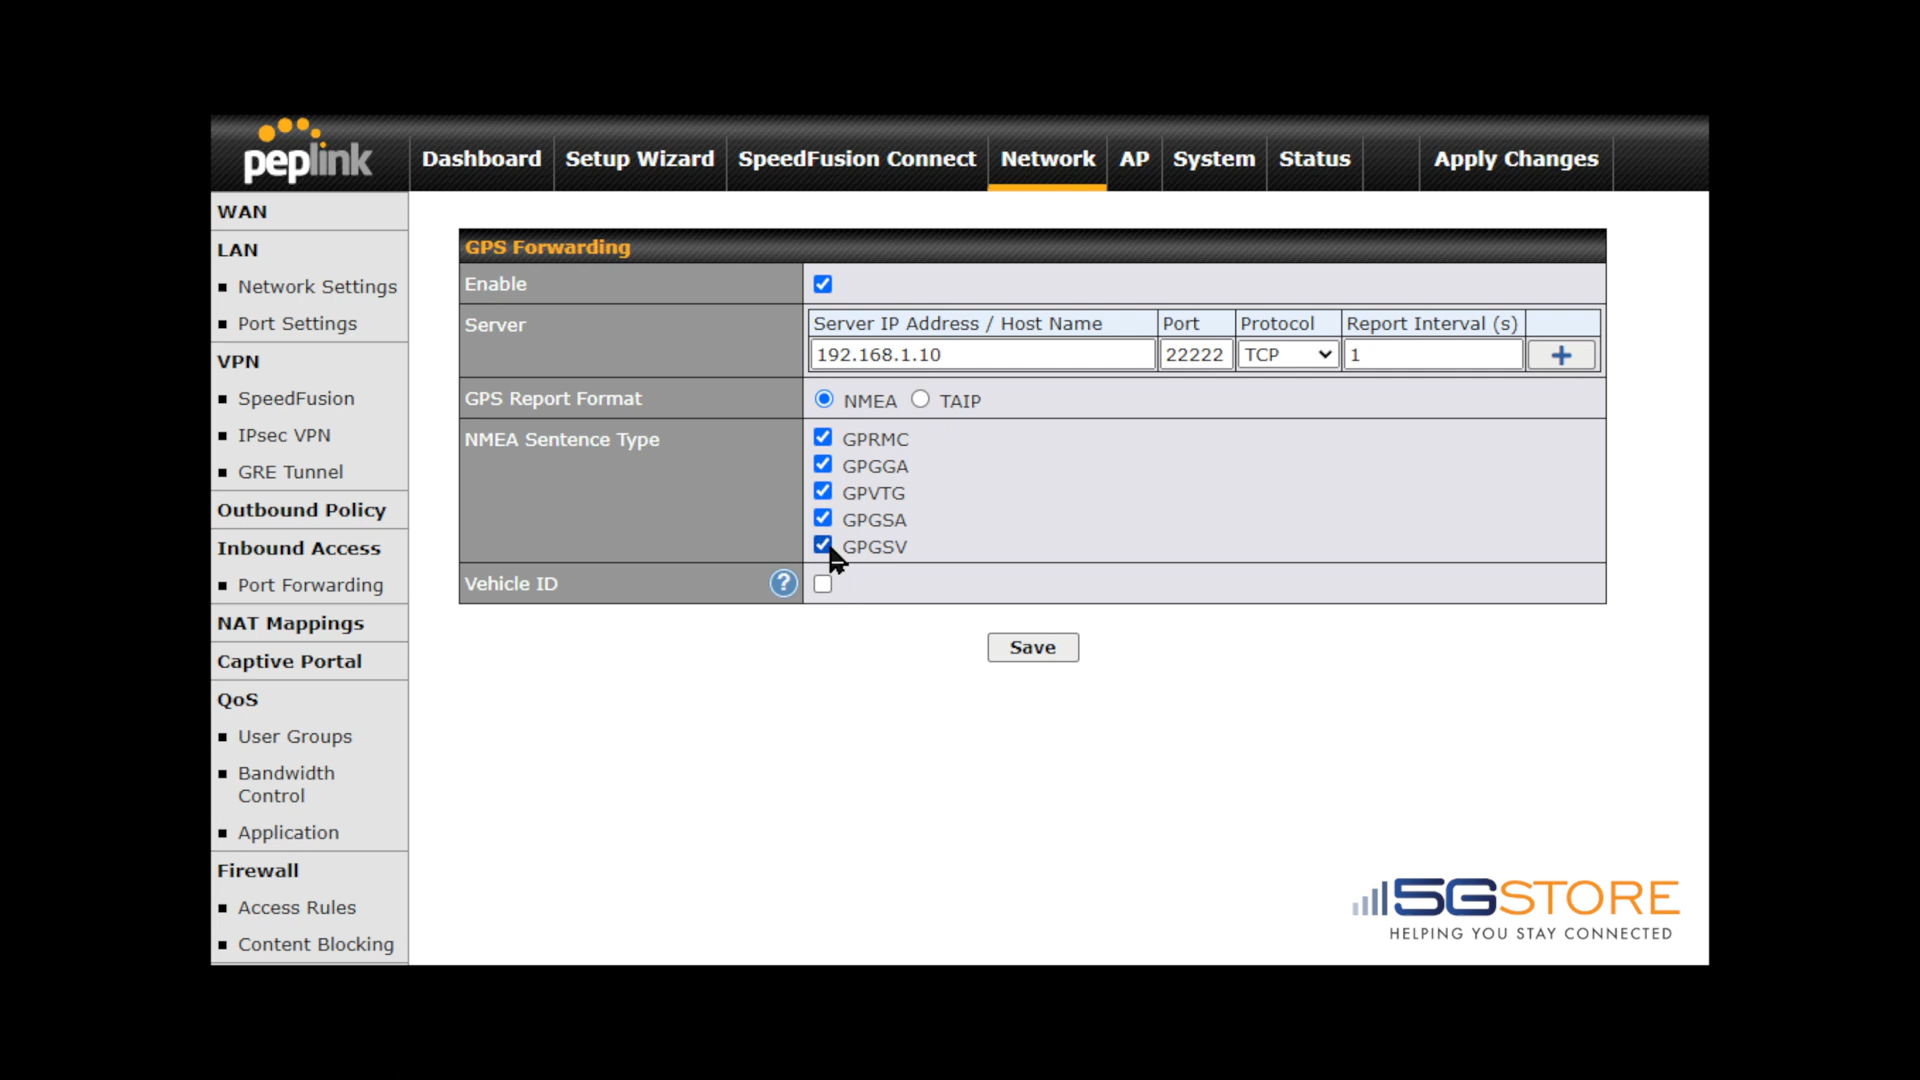 peplink
Dashboard
Setup Wizard
SpeedFusion Connect
Network
AP
System
Status
Apply Changes
WAN
LAN
Network Settings
Port Settings
VPN
SpeedFusion
IPsec VPN
GRE Tunnel
Outbound Policy
Inbound Access
Port Forwarding
NAT Mappings
Captive Portal
QoS
User Groups
Bandwidth
Control
Application
Firewall
Access Rules
Content Blocking
GPS Forwarding
Enable
Server
Server IP Address / Host Name
Port
Protocol
Report Interval (s)
192.168.1.10
22222
TCP
1
+
GPS Report Format
NMEA
TAIP
NMEA Sentence Type
GPRMC
GPGGA
GPVTG
GPGSA
GPGSV
Vehicle ID
?
Save
5GSTORE
HELPING YOU STAY CONNECTED